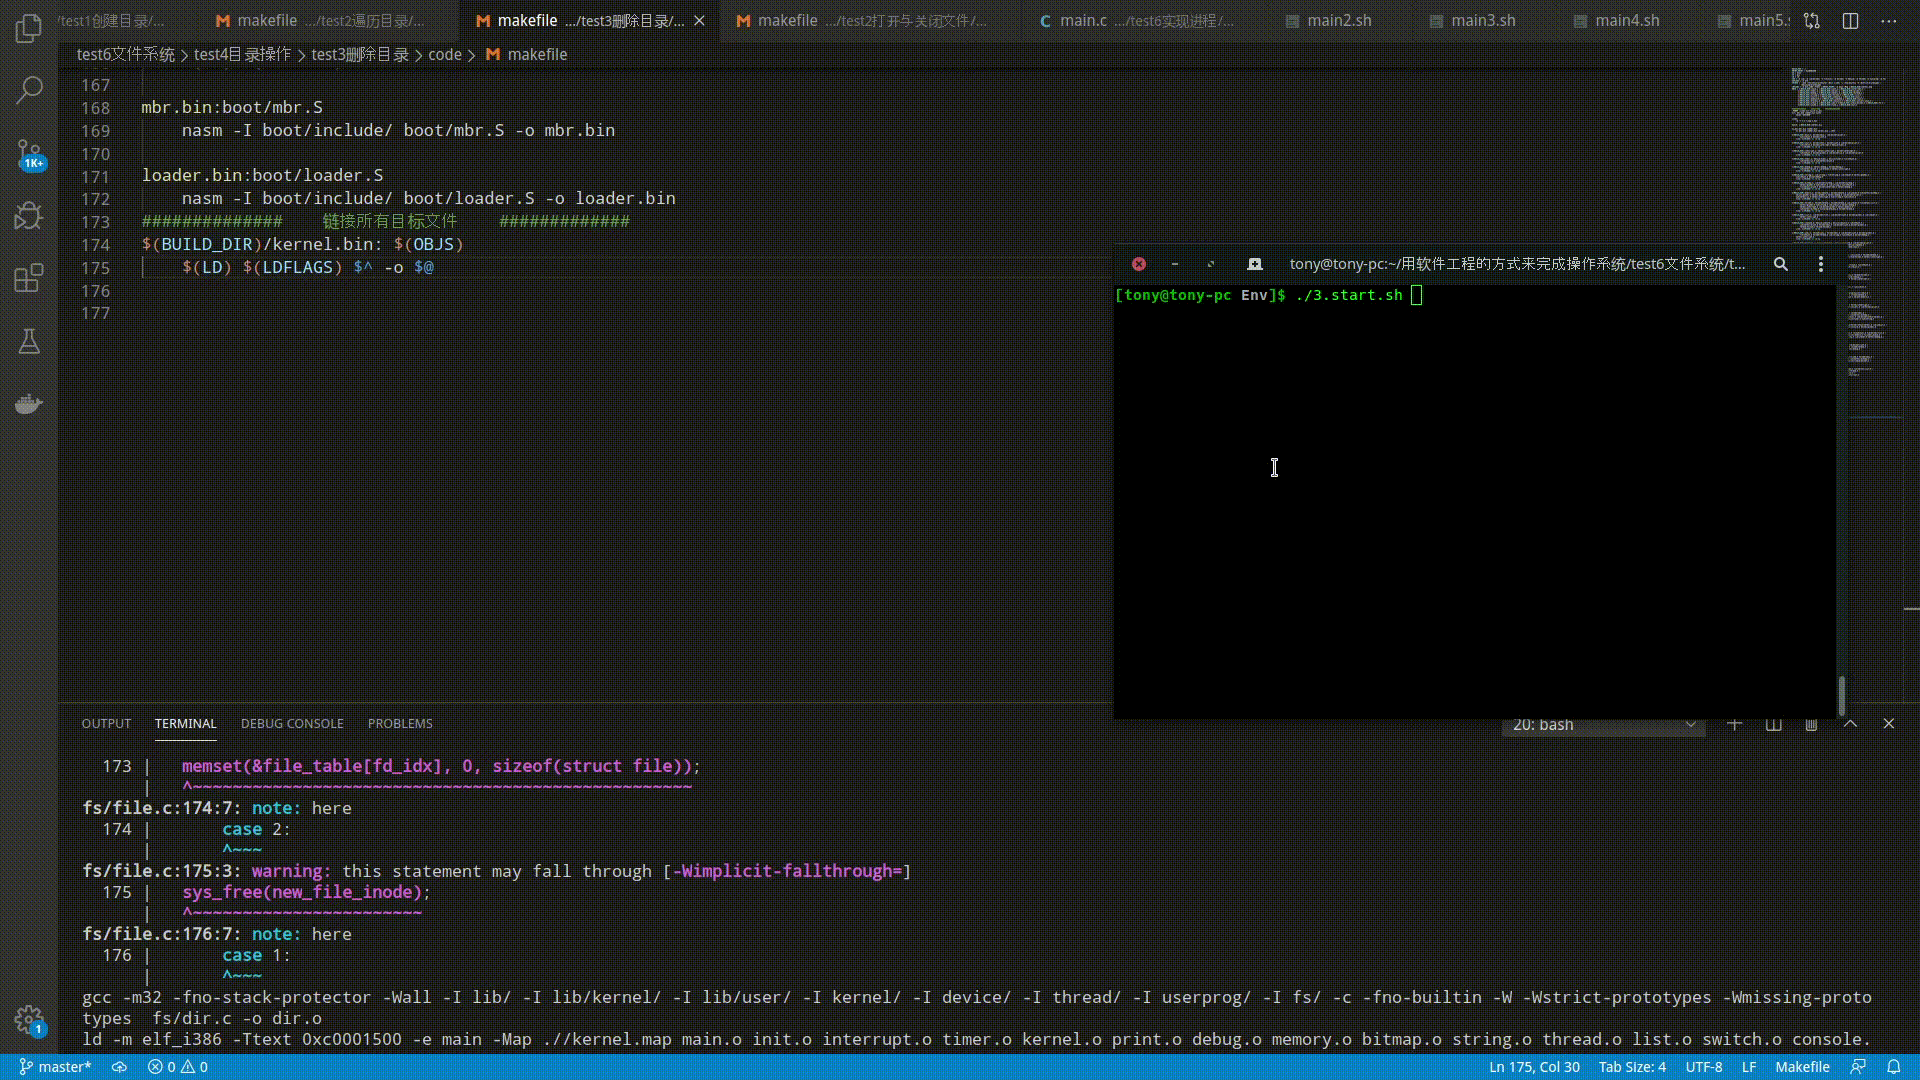 /test1创建目录/...
makefile .../test2遍历目录/...
makefile .../test3删除目录/...
makefile .../test2打开与关闭文件/...
main.c .../test6实现进程/...
main2.sh
main3.sh
main4.sh
main5.s
test6文件系统 > test4目录操作 > test3删除目录 > code > makefile
1K+
167
168 mbr.bin:boot/mbr.S
169 nasm -I boot/include/ boot/mbr.S -o mbr.bin
170
171 loader.bin:boot/loader.S
172 nasm -I boot/include/ boot/loader.S -o loader.bin
173 ############## 链接所有目标文件 #############
174 $(BUILD_DIR)/kernel.bin: $(OBJS)
175 $(LD) $(LDFLAGS) $^ -o $@
176
177
tony@tony-pc:~/用软件工程的方式来完成操作系统/test6文件系统/t...
[tony@tony-pc Env]$ ./3.start.sh
OUTPUT TERMINAL DEBUG CONSOLE PROBLEMS
20: bash
173 | memset(&file_table[fd_idx], 0, sizeof(struct file));
| ^~~~~~~~~~~~~~~~~~~~~~~~~~~~~~~~~~~~~~~~~~~~~~~~~~~
fs/file.c:174:7: note: here
174 | case 2:
| ^~~~
fs/file.c:175:3: warning: this statement may fall through [-Wimplicit-fallthrough=]
175 | sys_free(new_file_inode);
| ^~~~~~~~~~~~~~~~~~~~~~~~
fs/file.c:176:7: note: here
176 | case 1:
| ^~~~
gcc -m32 -fno-stack-protector -Wall -I lib/ -I lib/kernel/ -I lib/user/ -I kernel/ -I device/ -I thread/ -I userprog/ -I fs/ -c -fno-builtin -W -Wstrict-prototypes -Wmissing-proto
types fs/dir.c -o dir.o
ld -m elf_i386 -Ttext 0xc0001500 -e main -Map .//kernel.map main.o init.o interrupt.o timer.o kernel.o print.o debug.o memory.o bitmap.o string.o thread.o list.o switch.o console.
1
master* 0 0 Ln 175, Col 30 Tab Size: 4 UTF-8 LF Makefile